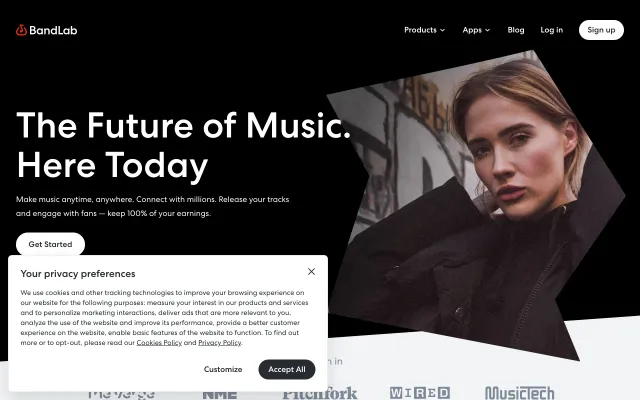 BandLab
Products Apps Blog Log in Sign up
The Future of Music.
Here Today
Make music anytime, anywhere. Connect with millions. Release your tracks
and engage with fans — keep 100% of your earnings.
Get Started
Your privacy preferences
We use cookies and other tracking technologies to improve your browsing experience on
our website for the following purposes: measure your interest in our products and services
and to personalize marketing interactions, deliver ads that are more relevant to you,
analyze the use of the website and improve its performance, provide a better customer
experience on the website, enable basic features of the website to function. To find out
more or to opt-out, please read our Cookies Policy and Privacy Policy.
Customize Accept All
in
NME Pitchfork WIRED MusicTech